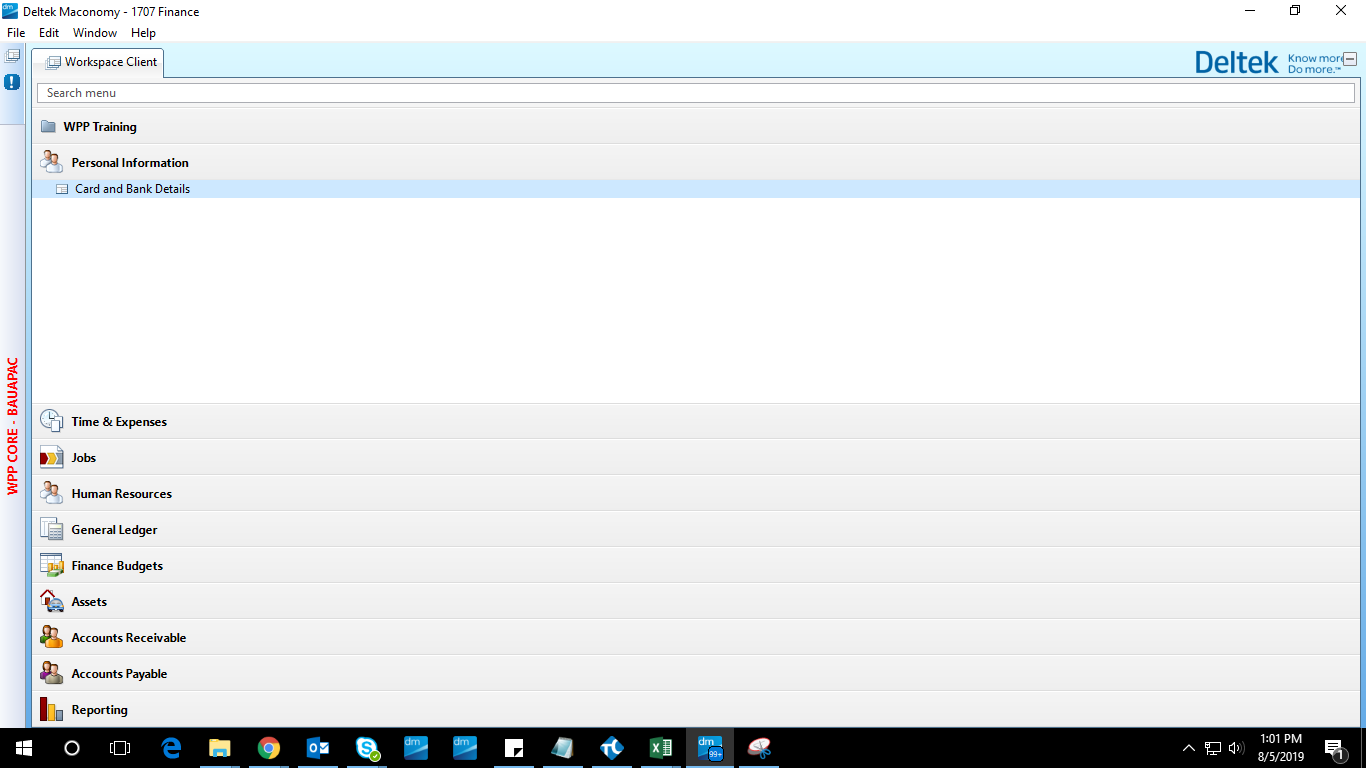 dm Deltek Maconomy - 1707 Finance
File Edit Window Help
Workspace Client
Deltek Know more
Do more.™
Search menu
WPP Training
Personal Information
Card and Bank Details
WPP CORE - BAUAPAC
Time & Expenses
Jobs
Human Resources
General Ledger
Finance Budgets
Assets
Accounts Receivable
Accounts Payable
Reporting
dm dm dm 99+
1:01 PM
8/5/2019
1